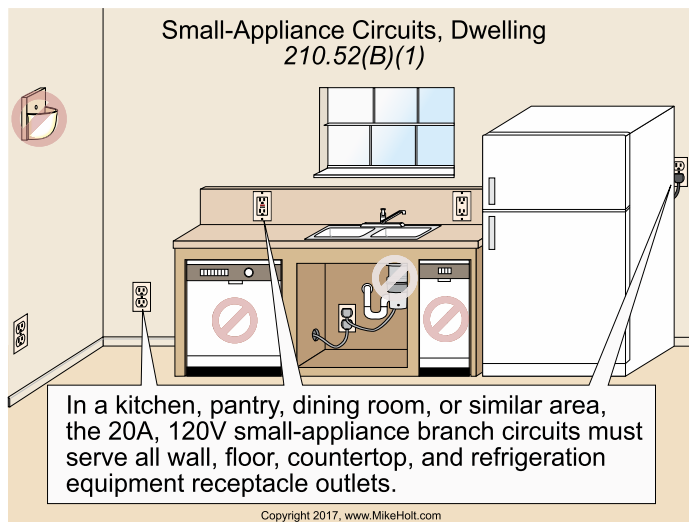 Small-Appliance Circuits, Dwelling
210.52(B)(1)
In a kitchen, pantry, dining room, or similar area,
the 20A, 120V small-appliance branch circuits must
serve all wall, floor, countertop, and refrigeration
equipment receptacle outlets.
Copyright 2017, www.MikeHolt.com